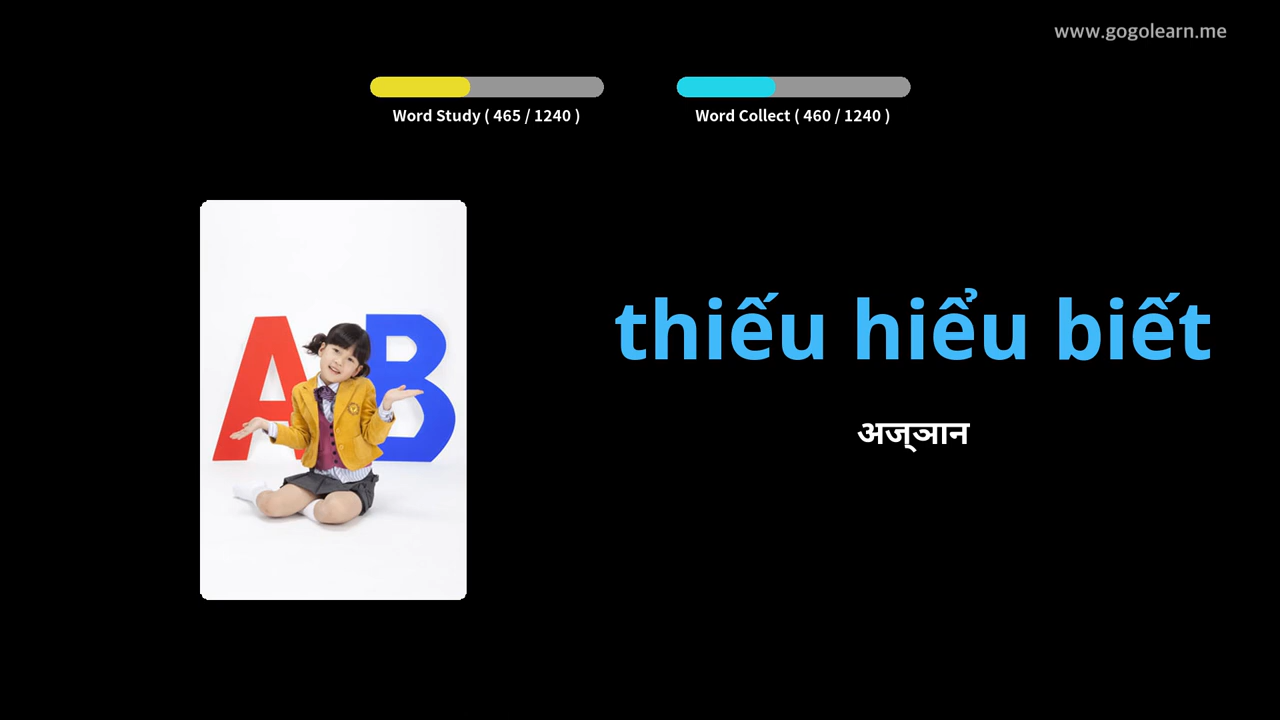 www.gogolearn.me
Word Study ( 465 / 1240 )
Word Collect ( 460 / 1240 )
A B
thiếu hiểu biết
अज्ञान